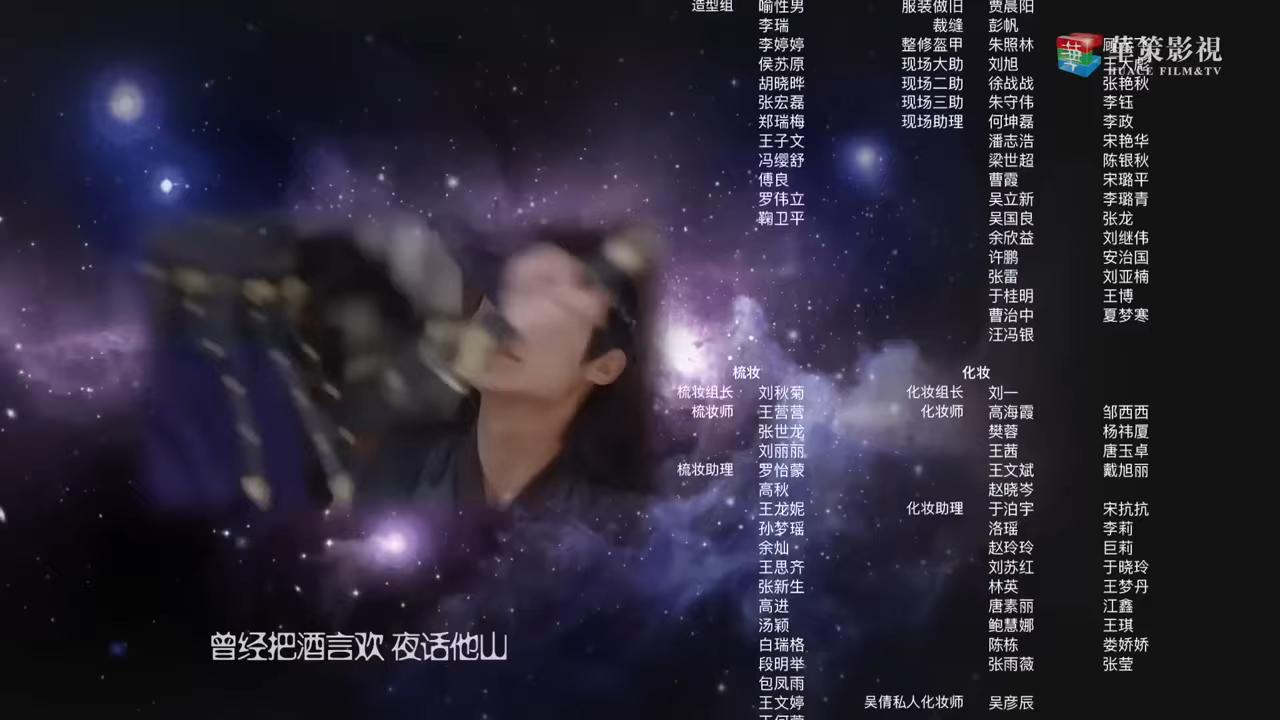 造型组 喻性男 服装做旧 贾晨阳
李瑞 裁缝 彭帆
李婷婷 整修盔甲 朱照林
侯苏原 现场大助 刘旭
胡晓晔 现场二助 徐战战 张艳秋
张宏磊 现场三助 朱守伟 李钰
郑瑞梅 现场助理 何坤磊 李政
王子文 潘志浩 宋艳华
冯缨舒 梁世超 陈银秋
傅良 曹霞 宋璐平
罗伟立 吴立新 李璐青
鞠卫平 吴国良 张龙
余欣益 刘继伟
许鹏 安治国
张雷 刘亚楠
于桂明 王博
曹治中 夏梦寒
汪冯银
華策影視
HUACE FILM&TV
梳妆 化妆
梳妆组长 刘秋菊 化妆组长 刘一
梳妆师 王营营 化妆师 高海霞 邹西西
张世龙 樊蓉 杨祎厦
刘丽丽 王茜 唐玉卓
梳妆助理 罗怡蒙 王文斌 戴旭丽
高秋 赵晓岑
王龙妮 化妆助理 于泊宇 宋抗抗
孙梦瑶 洛瑶 李莉
余灿 赵玲玲 巨莉
王思齐 刘苏红 于晓玲
张新生 林英 王梦丹
高进 唐素丽 江鑫
汤颖 鲍慧娜 王琪
白瑞格 陈栋 娄娇娇
段明举 张雨薇 张莹
包凤雨
王文婷 吴倩私人化妆师 吴彦辰
曾经把酒言欢 夜话他山